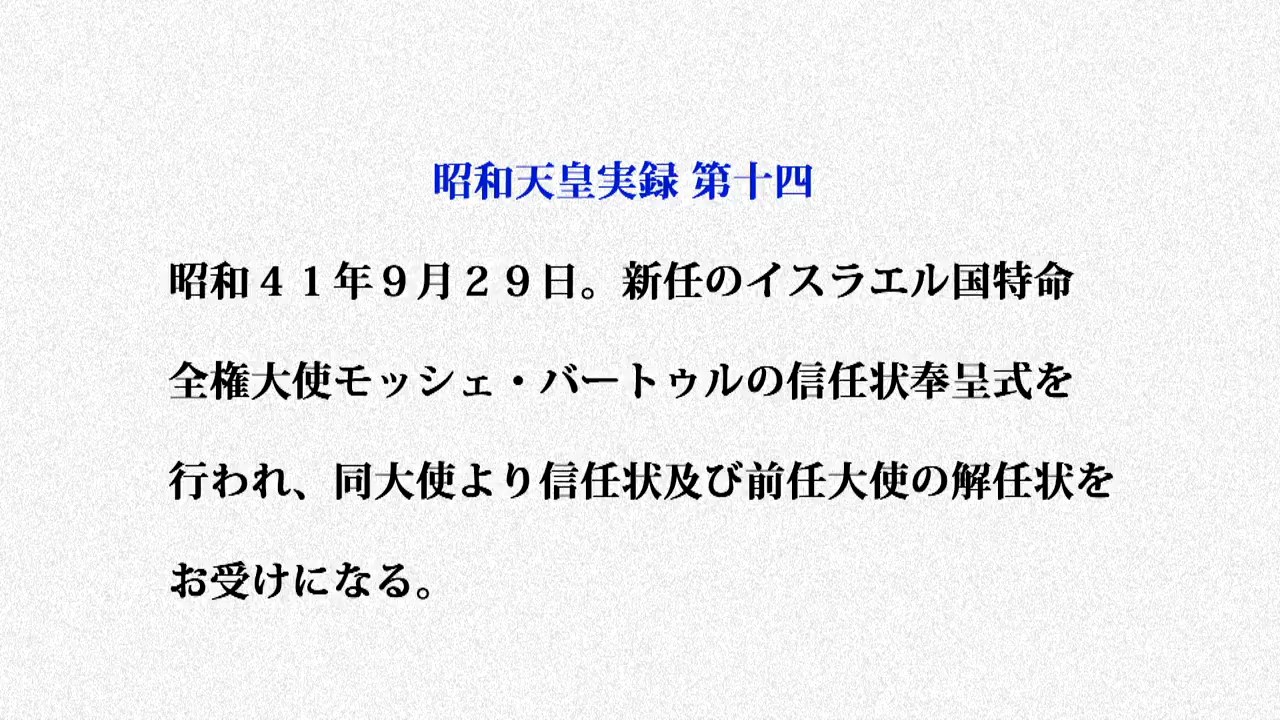 昭和天皇実録 第十四
昭和４１年９月２９日。新任のイスラエル国特命
全権大使モッシェ・バートゥルの信任状奉呈式を
行われ、同大使より信任状及び前任大使の解任状を
お受けになる。